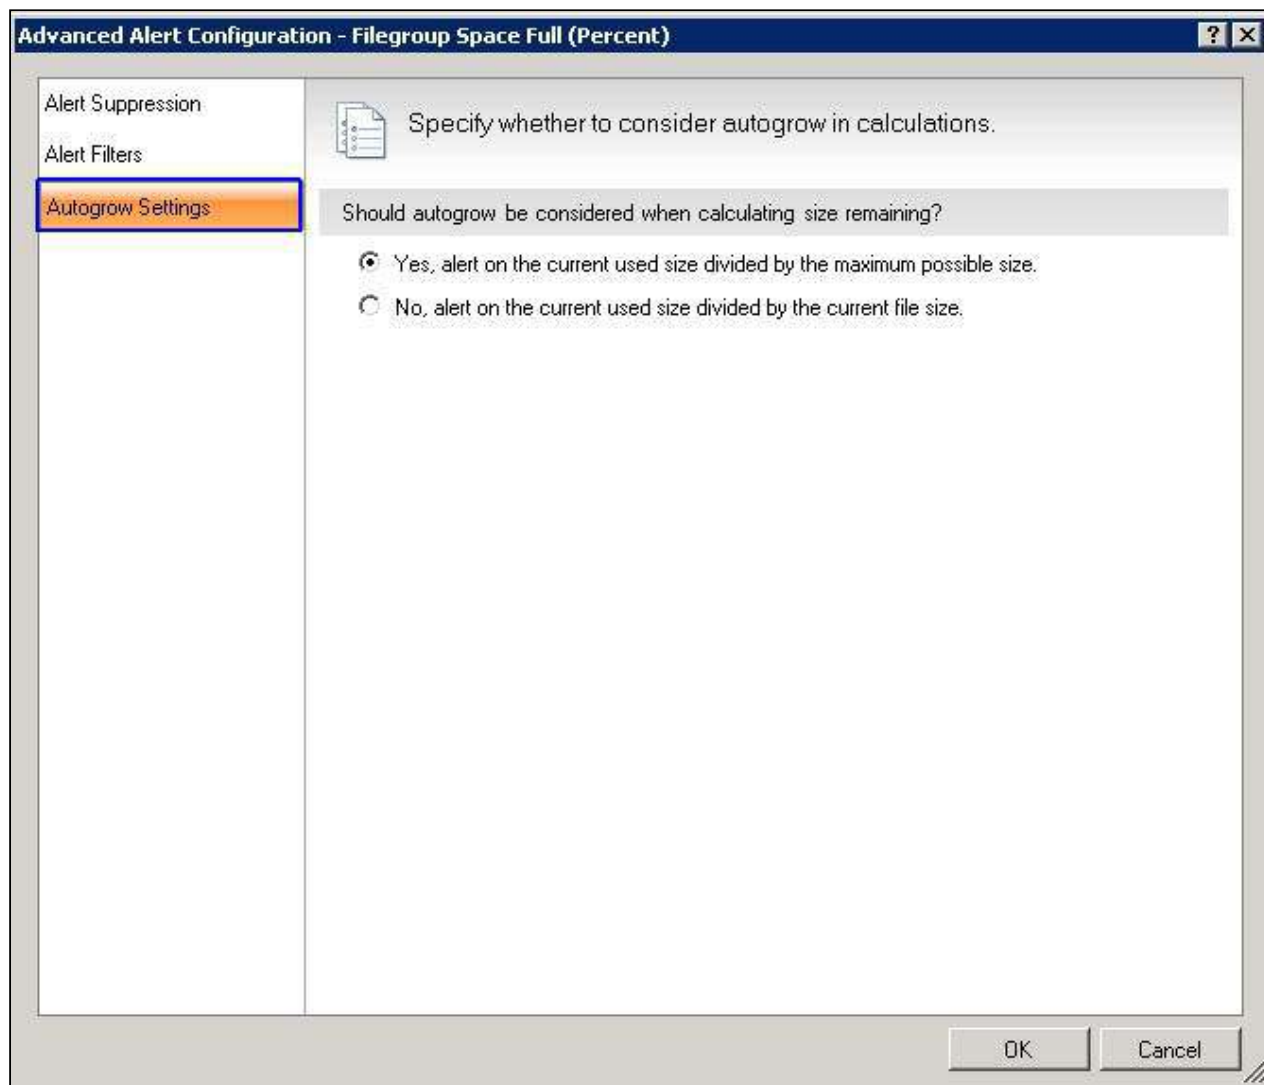 Advanced Alert Configuration - Filegroup Space Full (Percent)
Alert Suppression
Alert Filters
Autogrow Settings
Specify whether to consider autogrow in calculations.
Should autogrow be considered when calculating size remaining?
Yes, alert on the current used size divided by the maximum possible size.
No, alert on the current used size divided by the current file size.
OK
Cancel